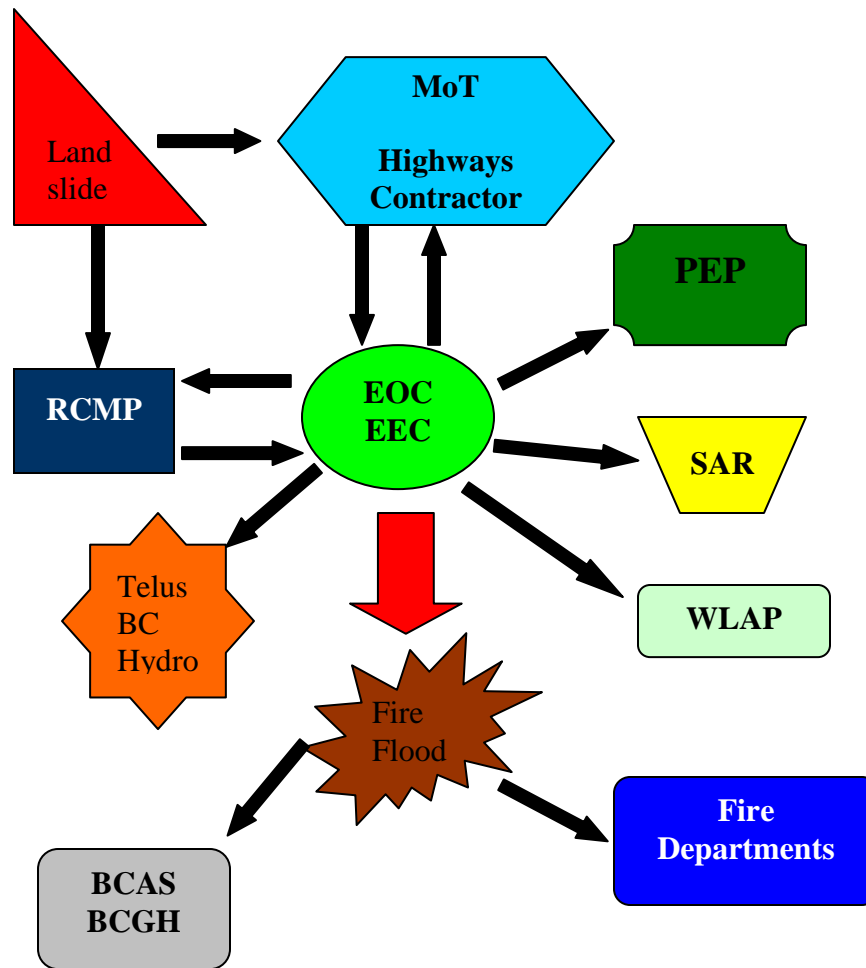 MoT
Highways
Contractor
Land
slide
PEP
RCMP
EOC
EEC
SAR
Telus
BC
Hydro
WLAP
Fire
Flood
Fire
Departments
BCAS
BCGH